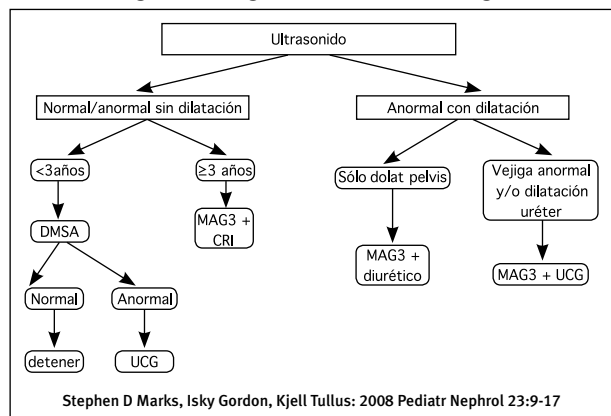 Ultrasonido
Normal/anormal sin dilatación
Anormal con dilatación
<3años
≥3 años
Sólo dolat pelvis
Vejiga anormal
y/o dilatación
uréter
DMSA
MAG3 +
CRI
MAG3 +
diurético
MAG3 + UCG
Normal
Anormal
detener
UCG
Stephen D Marks, Isky Gordon, Kjell Tullus: 2008 Pediatr Nephrol 23:9-17